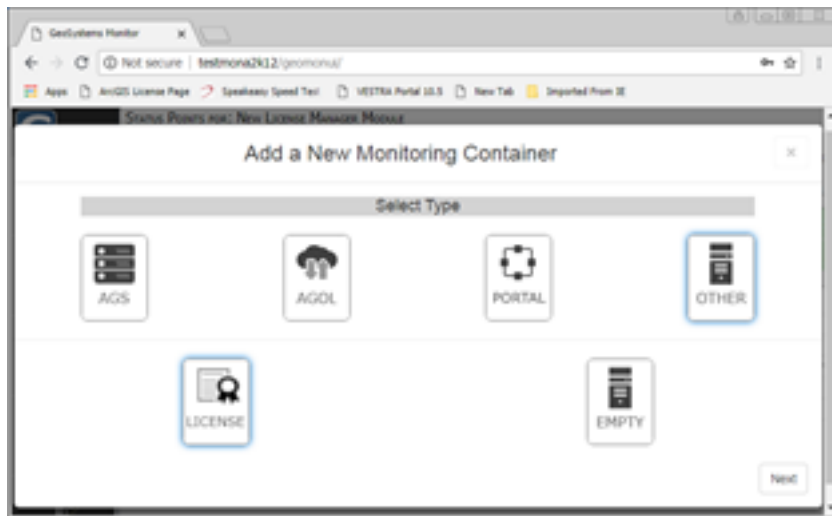 GeoSystems Monitor
Not secure | testmona2k12/geomonui/
Apps ArcGIS License Page Speakeasy Speed Test VESTRA Portal 10.5 New Tab Imported From IE
Status Points for: New License Manager Module
Add a New Monitoring Container
Select Type
AGS AGOL PORTAL OTHER
LICENSE EMPTY
Next